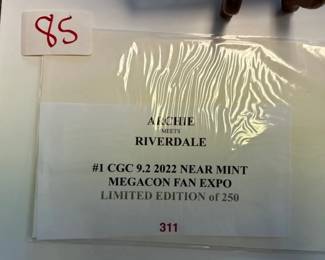 85
ARCHIE
MEETS
RIVERDALE
#1 CGC 9.2 2022 NEAR MINT
MEGACON FAN EXPO
LIMITED EDITION of 250
311